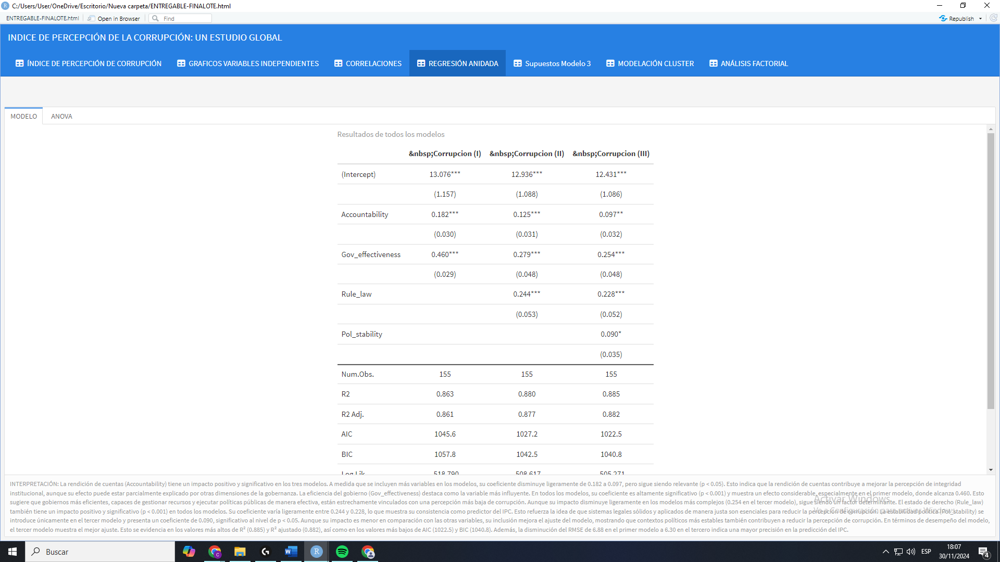 C:/Users/User/OneDrive/Escritorio/Nueva carpeta/ENTREGABLE-FINALOTE.html
ENTREGABLE-FINALOTE.html Open in Browser Find Republish
INDICE DE PERCEPCIÓN DE LA CORRUPCIÓN: UN ESTUDIO GLOBAL
ÍNDICE DE PERCEPCIÓN DE CORRUPCIÓN GRAFICOS VARIABLES INDEPENDIENTES CORRELACIONES REGRESIÓN ANIDADA Supuestos Modelo 3 MODELACIÓN CLUSTER ANÁLISIS FACTORIAL
MODELO ANOVA
Resultados de todos los modelos
&nbsp;Corrupcion (I) &nbsp;Corrupcion (II) &nbsp;Corrupcion (III)
(Intercept) 13.076*** 12.936*** 12.431***
(1.157) (1.088) (1.086)
Accountability 0.182*** 0.125*** 0.097**
(0.030) (0.031) (0.032)
Gov_effectiveness 0.460*** 0.279*** 0.254***
(0.029) (0.048) (0.048)
Rule_law 0.244*** 0.228***
(0.053) (0.052)
Pol_stability 0.090*
(0.035)
Num.Obs. 155 155 155
R2 0.863 0.880 0.885
R2 Adj. 0.861 0.877 0.882
AIC 1045.6 1027.2 1022.5
BIC 1057.8 1042.5 1040.8
Log.Lik. -518.790 -508.617 -505.271
INTERPRETACIÓN: La rendición de cuentas (Accountability) tiene un impacto positivo y significativo en los tres modelos. A medida que se incluyen más variables en los modelos, su coeficiente disminuye ligeramente de 0.182 a 0.097, pero sigue siendo relevante (p < 0.05). Esto indica que la rendición de cuentas contribuye a mejorar la percepción de integridad
institucional, aunque su efecto puede estar parcialmente explicado por otras dimensiones de la gobernanza. La eficiencia del gobierno (Gov_effectiveness) destaca como la variable más influyente. En todos los modelos, su coeficiente es altamente significativo (p < 0.001) y muestra un efecto considerable, especialmente en el primer modelo, donde alcanza 0.460. Esto
sugiere que gobiernos más eficientes, capaces de gestionar recursos y ejecutar políticas públicas de manera efectiva, están estrechamente vinculados con una percepción más baja de corrupción. Aunque su impacto disminuye ligeramente en los modelos más complejos (0.254 en el tercer modelo), sigue siendo un factor determinante. El estado de derecho (Rule_law)
también tiene un impacto positivo y significativo (p < 0.001) en todos los modelos. Su coeficiente varía ligeramente entre 0.244 y 0.228, lo que muestra su consistencia como predictor del IPC. Esto refuerza la idea de que sistemas legales sólidos y aplicados de manera justa son esenciales para reducir la percepción de corrupción. La estabilidad política (Pol_stability) se
introduce únicamente en el tercer modelo y presenta un coeficiente de 0.090, significativo al nivel de p < 0.05. Aunque su impacto es menor en comparación con las otras variables, su inclusión mejora el ajuste del modelo, mostrando que contextos políticos más estables también contribuyen a reducir la percepción de corrupción. En términos de desempeño del modelo,
el tercer modelo muestra el mejor ajuste. Esto se evidencia en los valores más altos de R² (0.885) y R² ajustado (0.882), así como en los valores más bajos de AIC (1022.5) y BIC (1040.8). Además, la disminución del RMSE de 6.88 en el primer modelo a 6.30 en el tercero indica una mayor precisión en la predicción del IPC.
Activar Windows
Ve a Configuración para activar Windows.
Buscar
ESP
18:07
30/11/2024
4